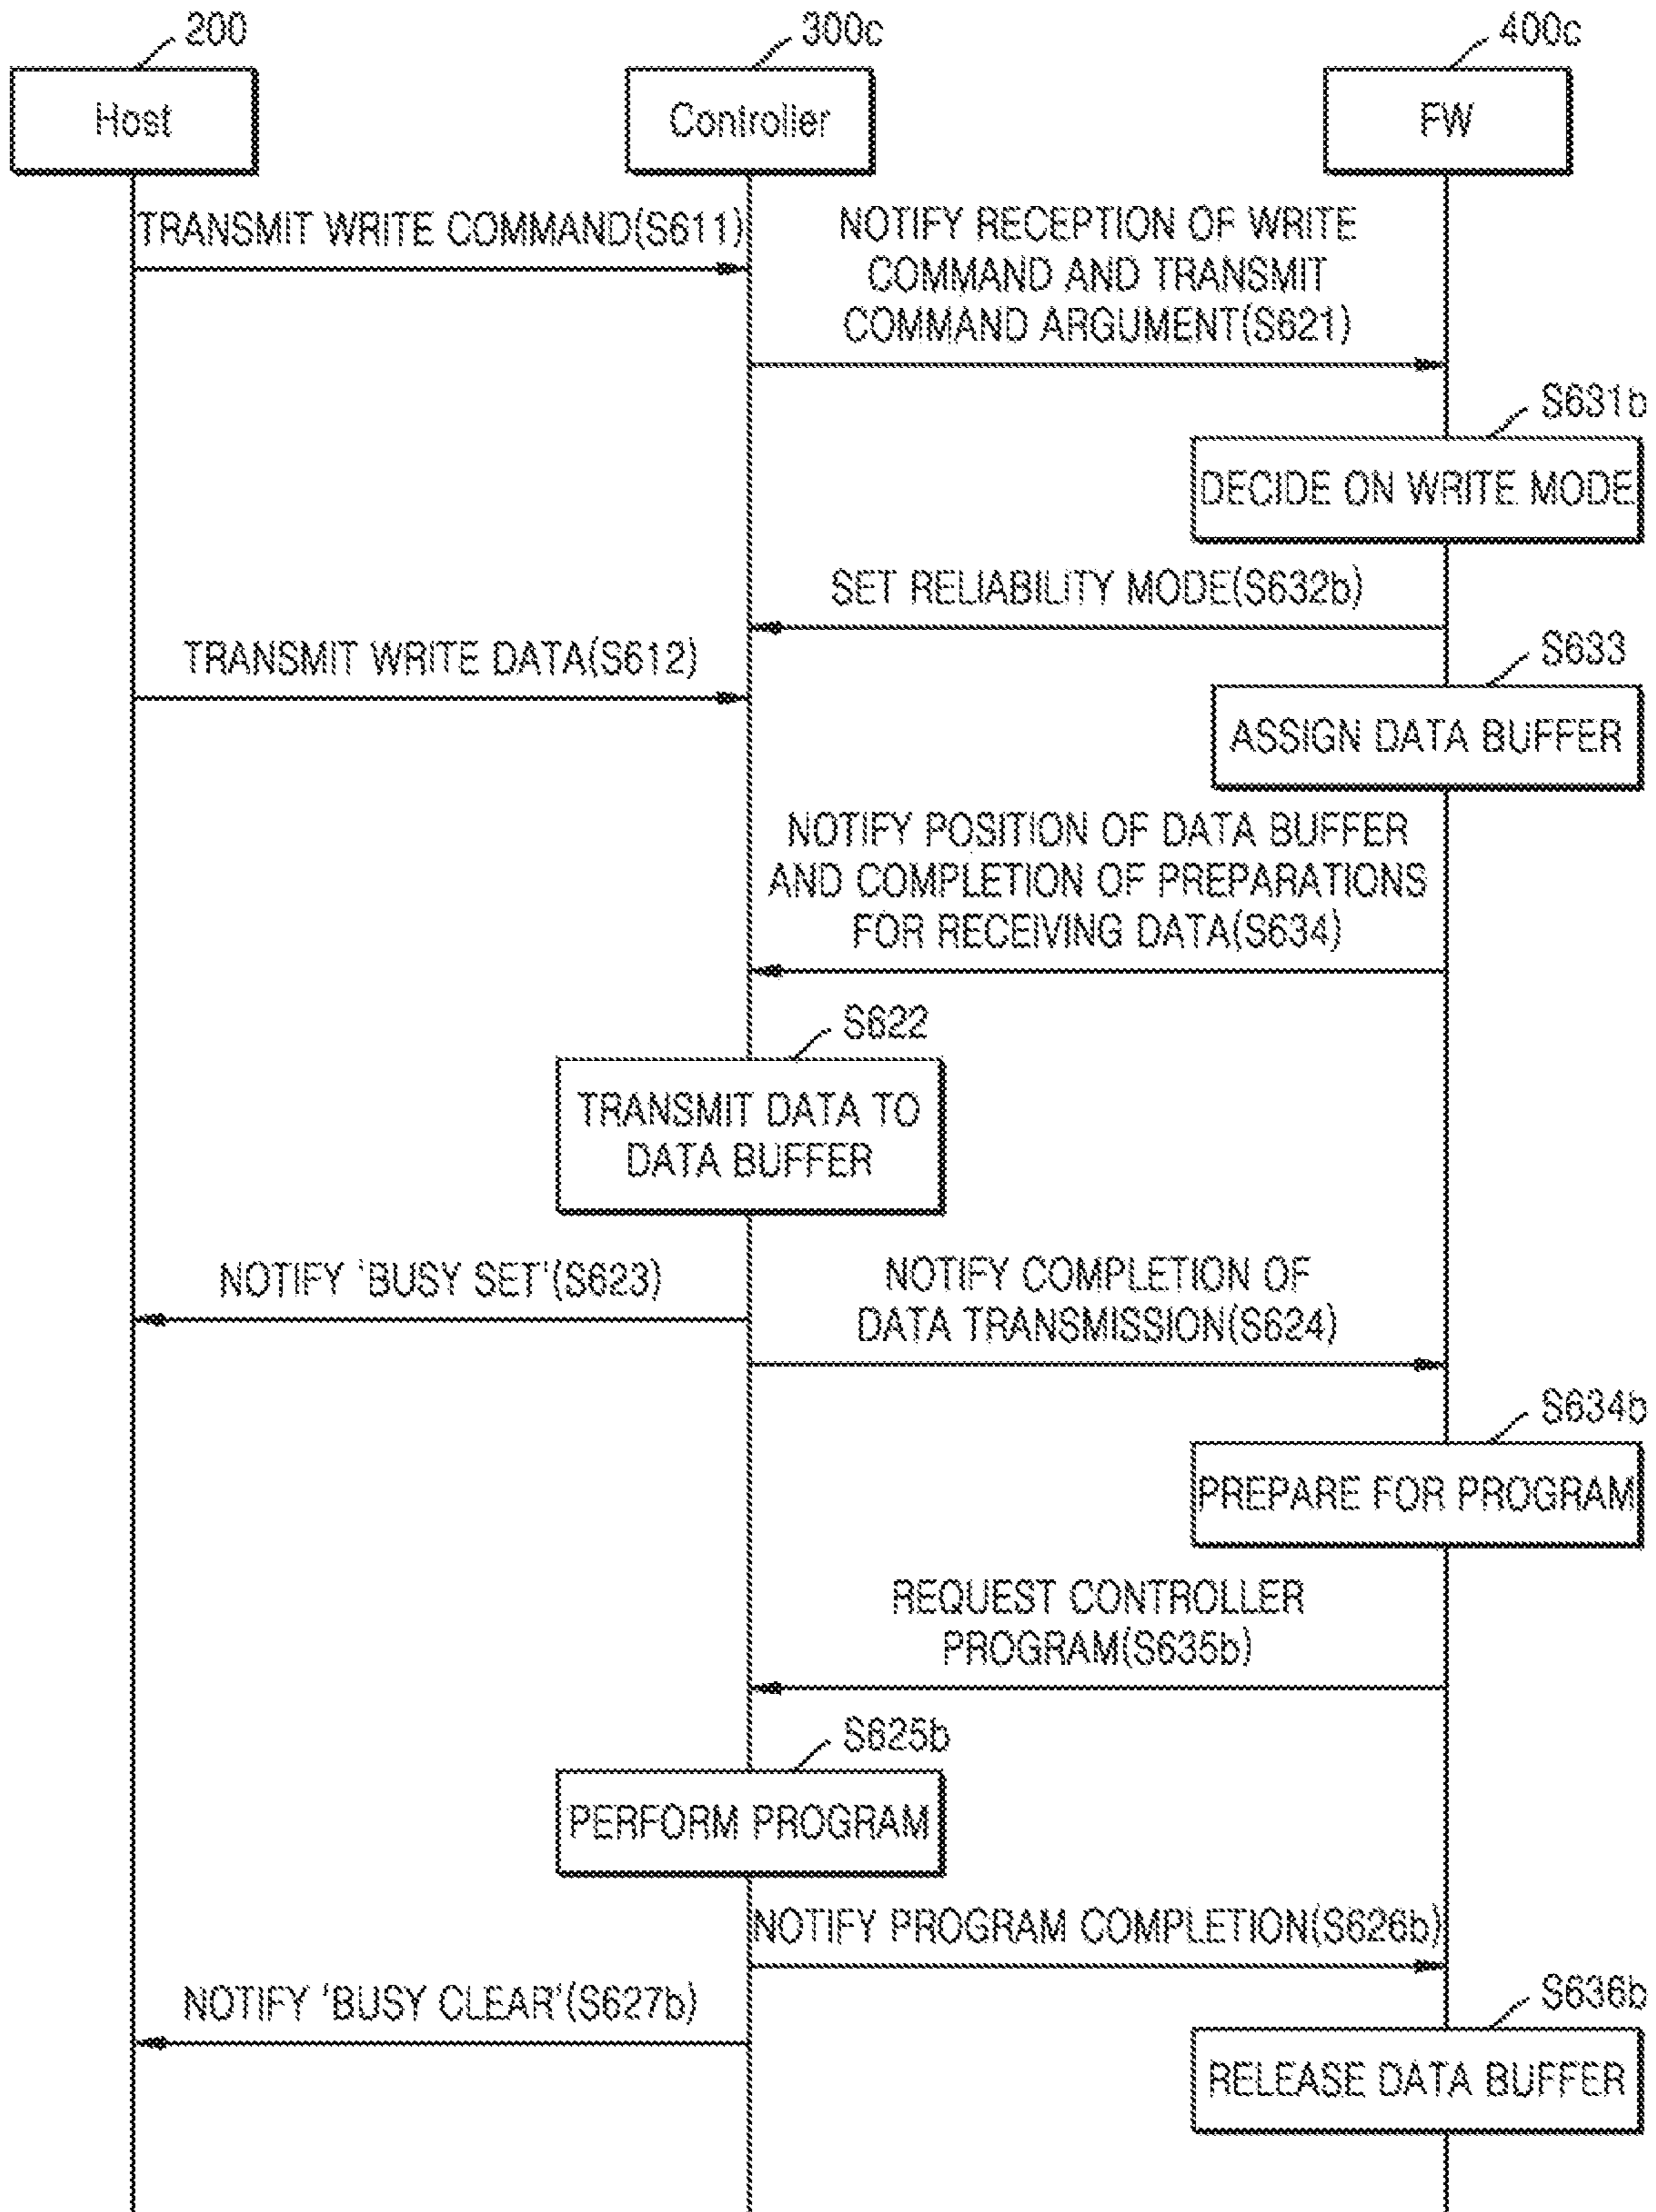 200
300c
400c
Host
Controller
FW
TRANSMIT WRITE COMMAND(S611)
NOTIFY RECEPTION OF WRITE
COMMAND AND TRANSMIT
COMMAND ARGUMENT(S621)
S631b
DECIDE ON WRITE MODE
SET RELIABILITY MODE(S632b)
TRANSMIT WRITE DATA(S612)
S633
ASSIGN DATA BUFFER
NOTIFY POSITION OF DATA BUFFER
AND COMPLETION OF PREPARATIONS
FOR RECEIVING DATA(S634)
S622
TRANSMIT DATA TO
DATA BUFFER
NOTIFY 'BUSY SET'(S623)
NOTIFY COMPLETION OF
DATA TRANSMISSION(S624)
S634b
PREPARE FOR PROGRAM
REQUEST CONTROLLER
PROGRAM(S635b)
S625b
PERFORM PROGRAM
NOTIFY PROGRAM COMPLETION(S626b)
NOTIFY 'BUSY CLEAR'(S627b)
S636b
RELEASE DATA BUFFER